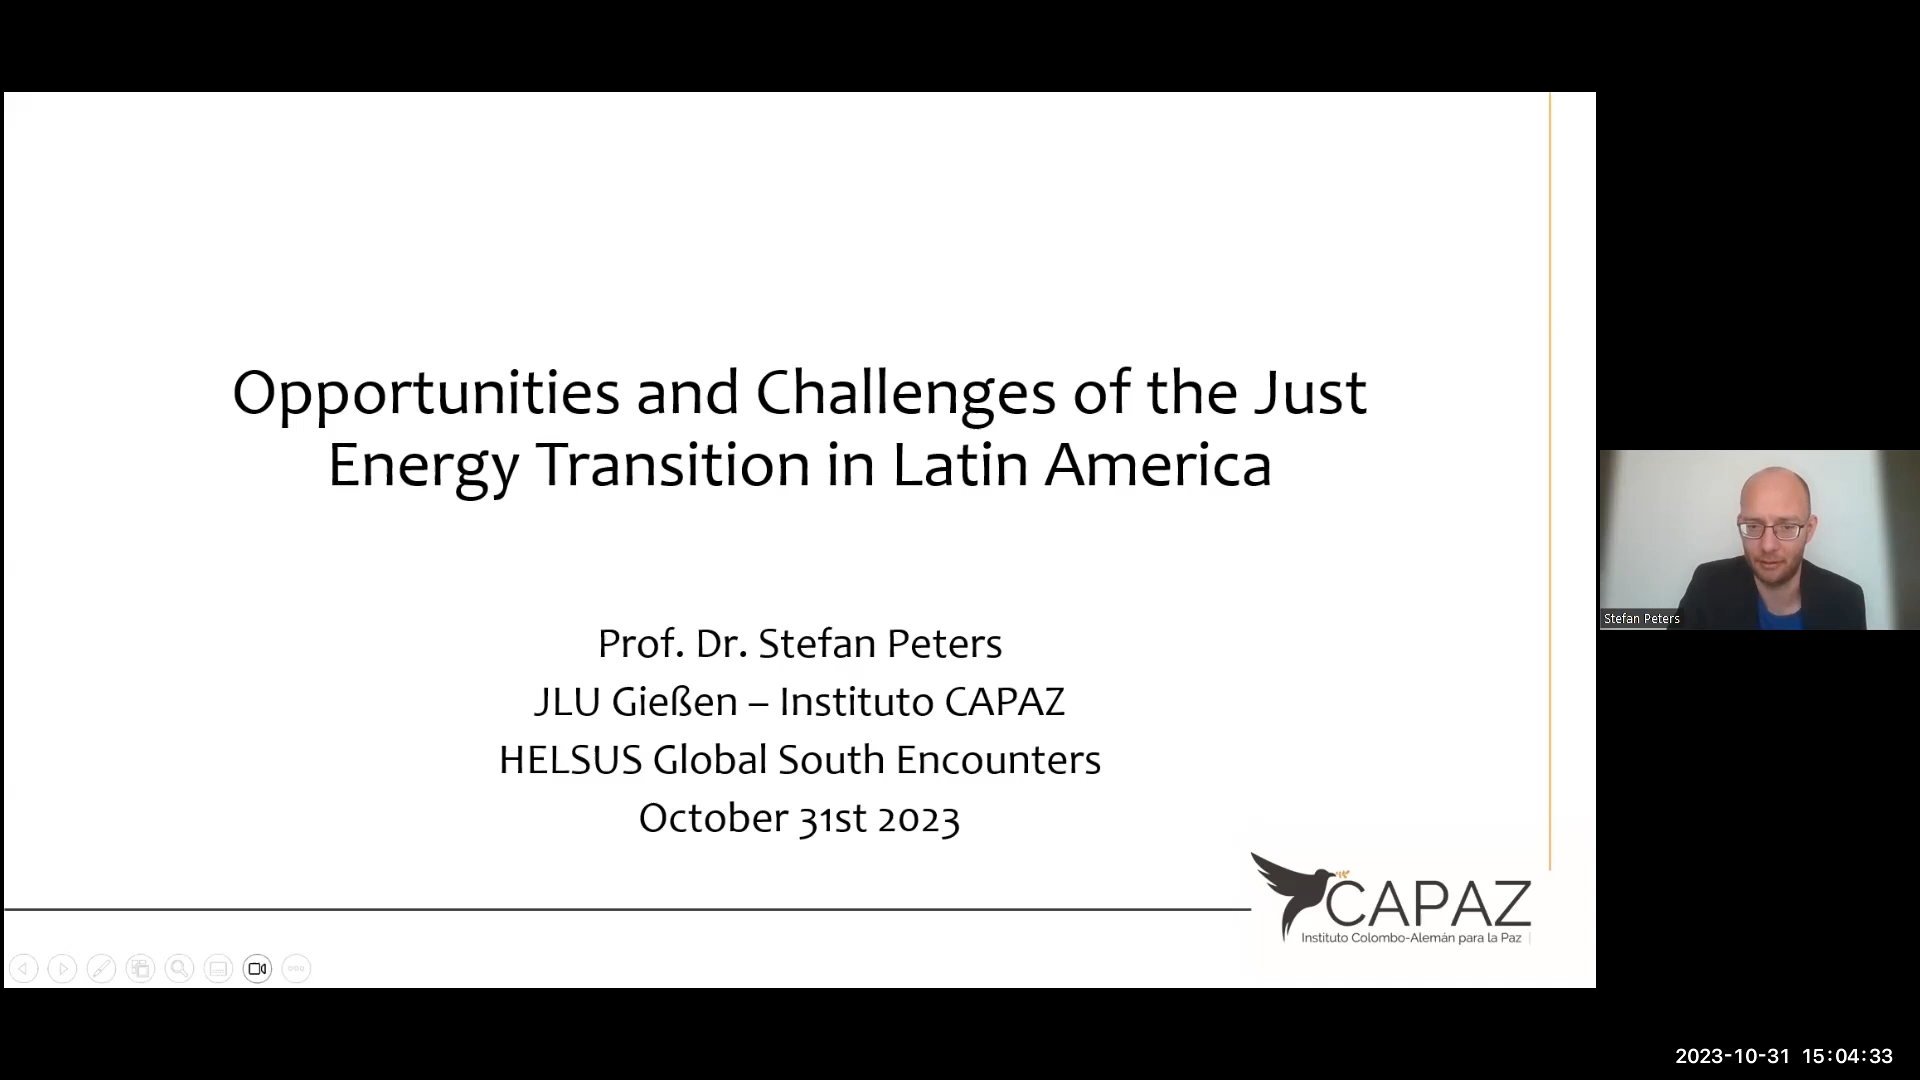 Opportunities and Challenges of the Just
Energy Transition in Latin America
Prof. Dr. Stefan Peters
JLU Gießen – Instituto CAPAZ
HELSUS Global South Encounters
October 31st 2023
CAPAZ
Instituto Colombo-Alemán para la Paz
Stefan Peters
2023-10-31 15:04:33